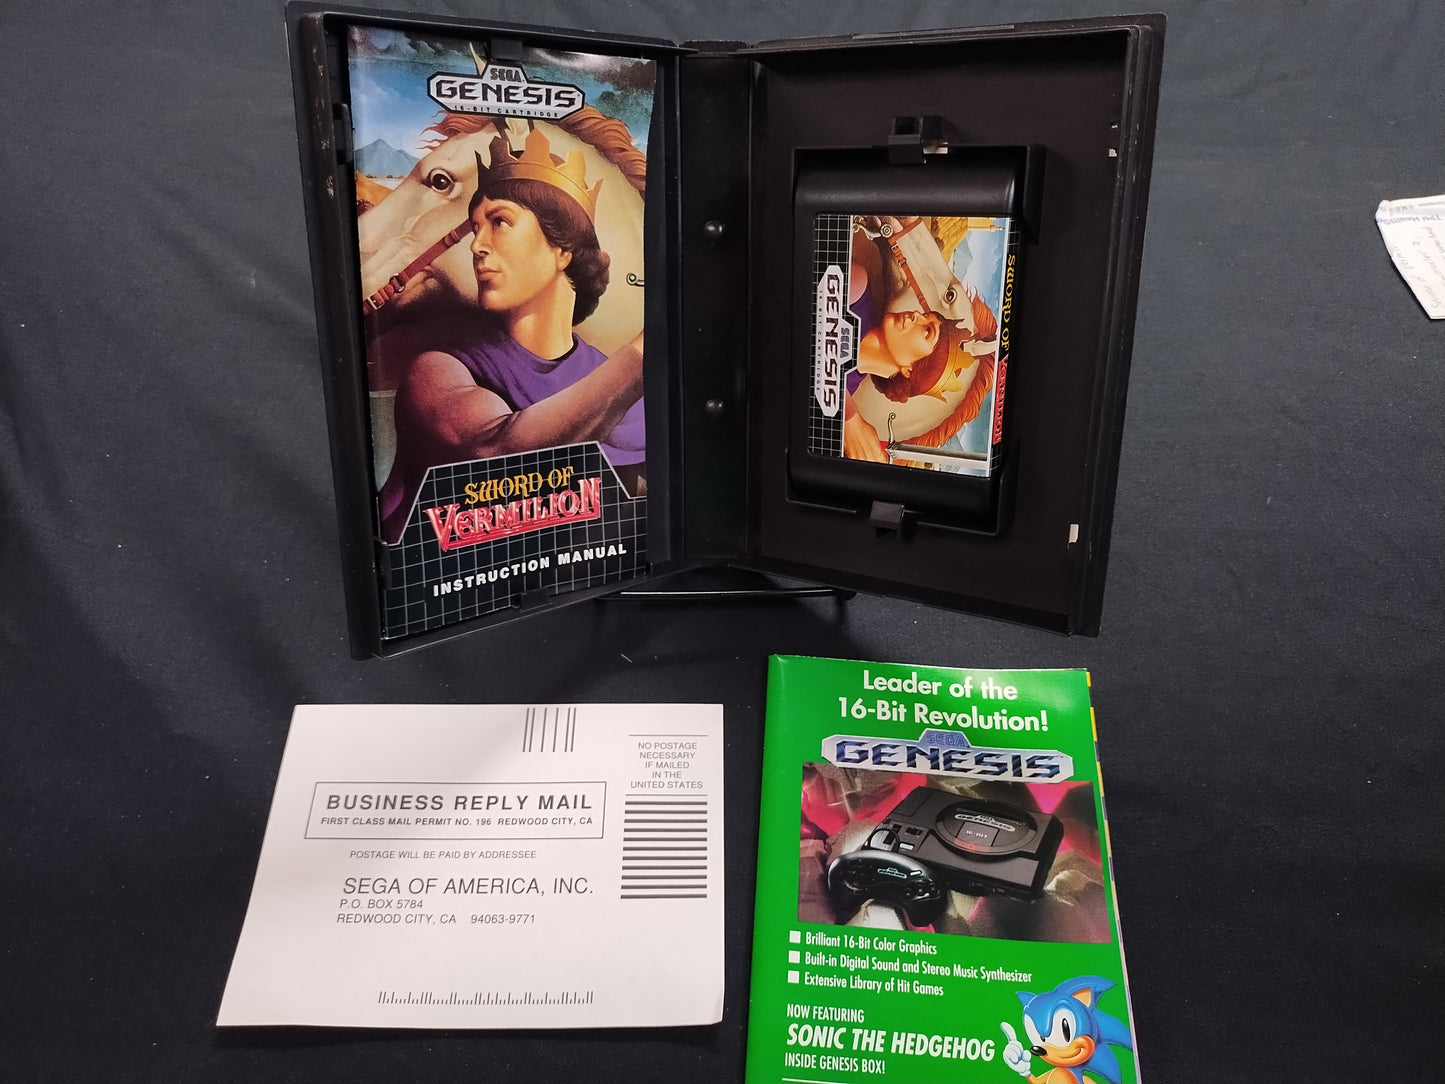 SEGA
GENESIS
16-BIT CARTRIDGE
SWORD OF
VERMILION
INSTRUCTION MANUAL
SEGA
GENESIS
16-BIT CARTRIDGE
SWORD OF VERMILION
NO POSTAGE
NECESSARY
IF MAILED
IN THE
UNITED STATES
BUSINESS REPLY MAIL
FIRST CLASS MAIL PERMIT NO. 196 REDWOOD CITY, CA
POSTAGE WILL BE PAID BY ADDRESSEE
SEGA OF AMERICA, INC.
P.O. BOX 5784
REDWOOD CITY, CA 94063-9771
Leader of the
16-Bit Revolution!
SEGA
GENESIS
16-BIT
Brilliant 16-Bit Color Graphics
Built-in Digital Sound and Stereo Music Synthesizer
Extensive Library of Hit Games
NOW FEATURING
SONIC THE HEDGEHOG
INSIDE GENESIS BOX!